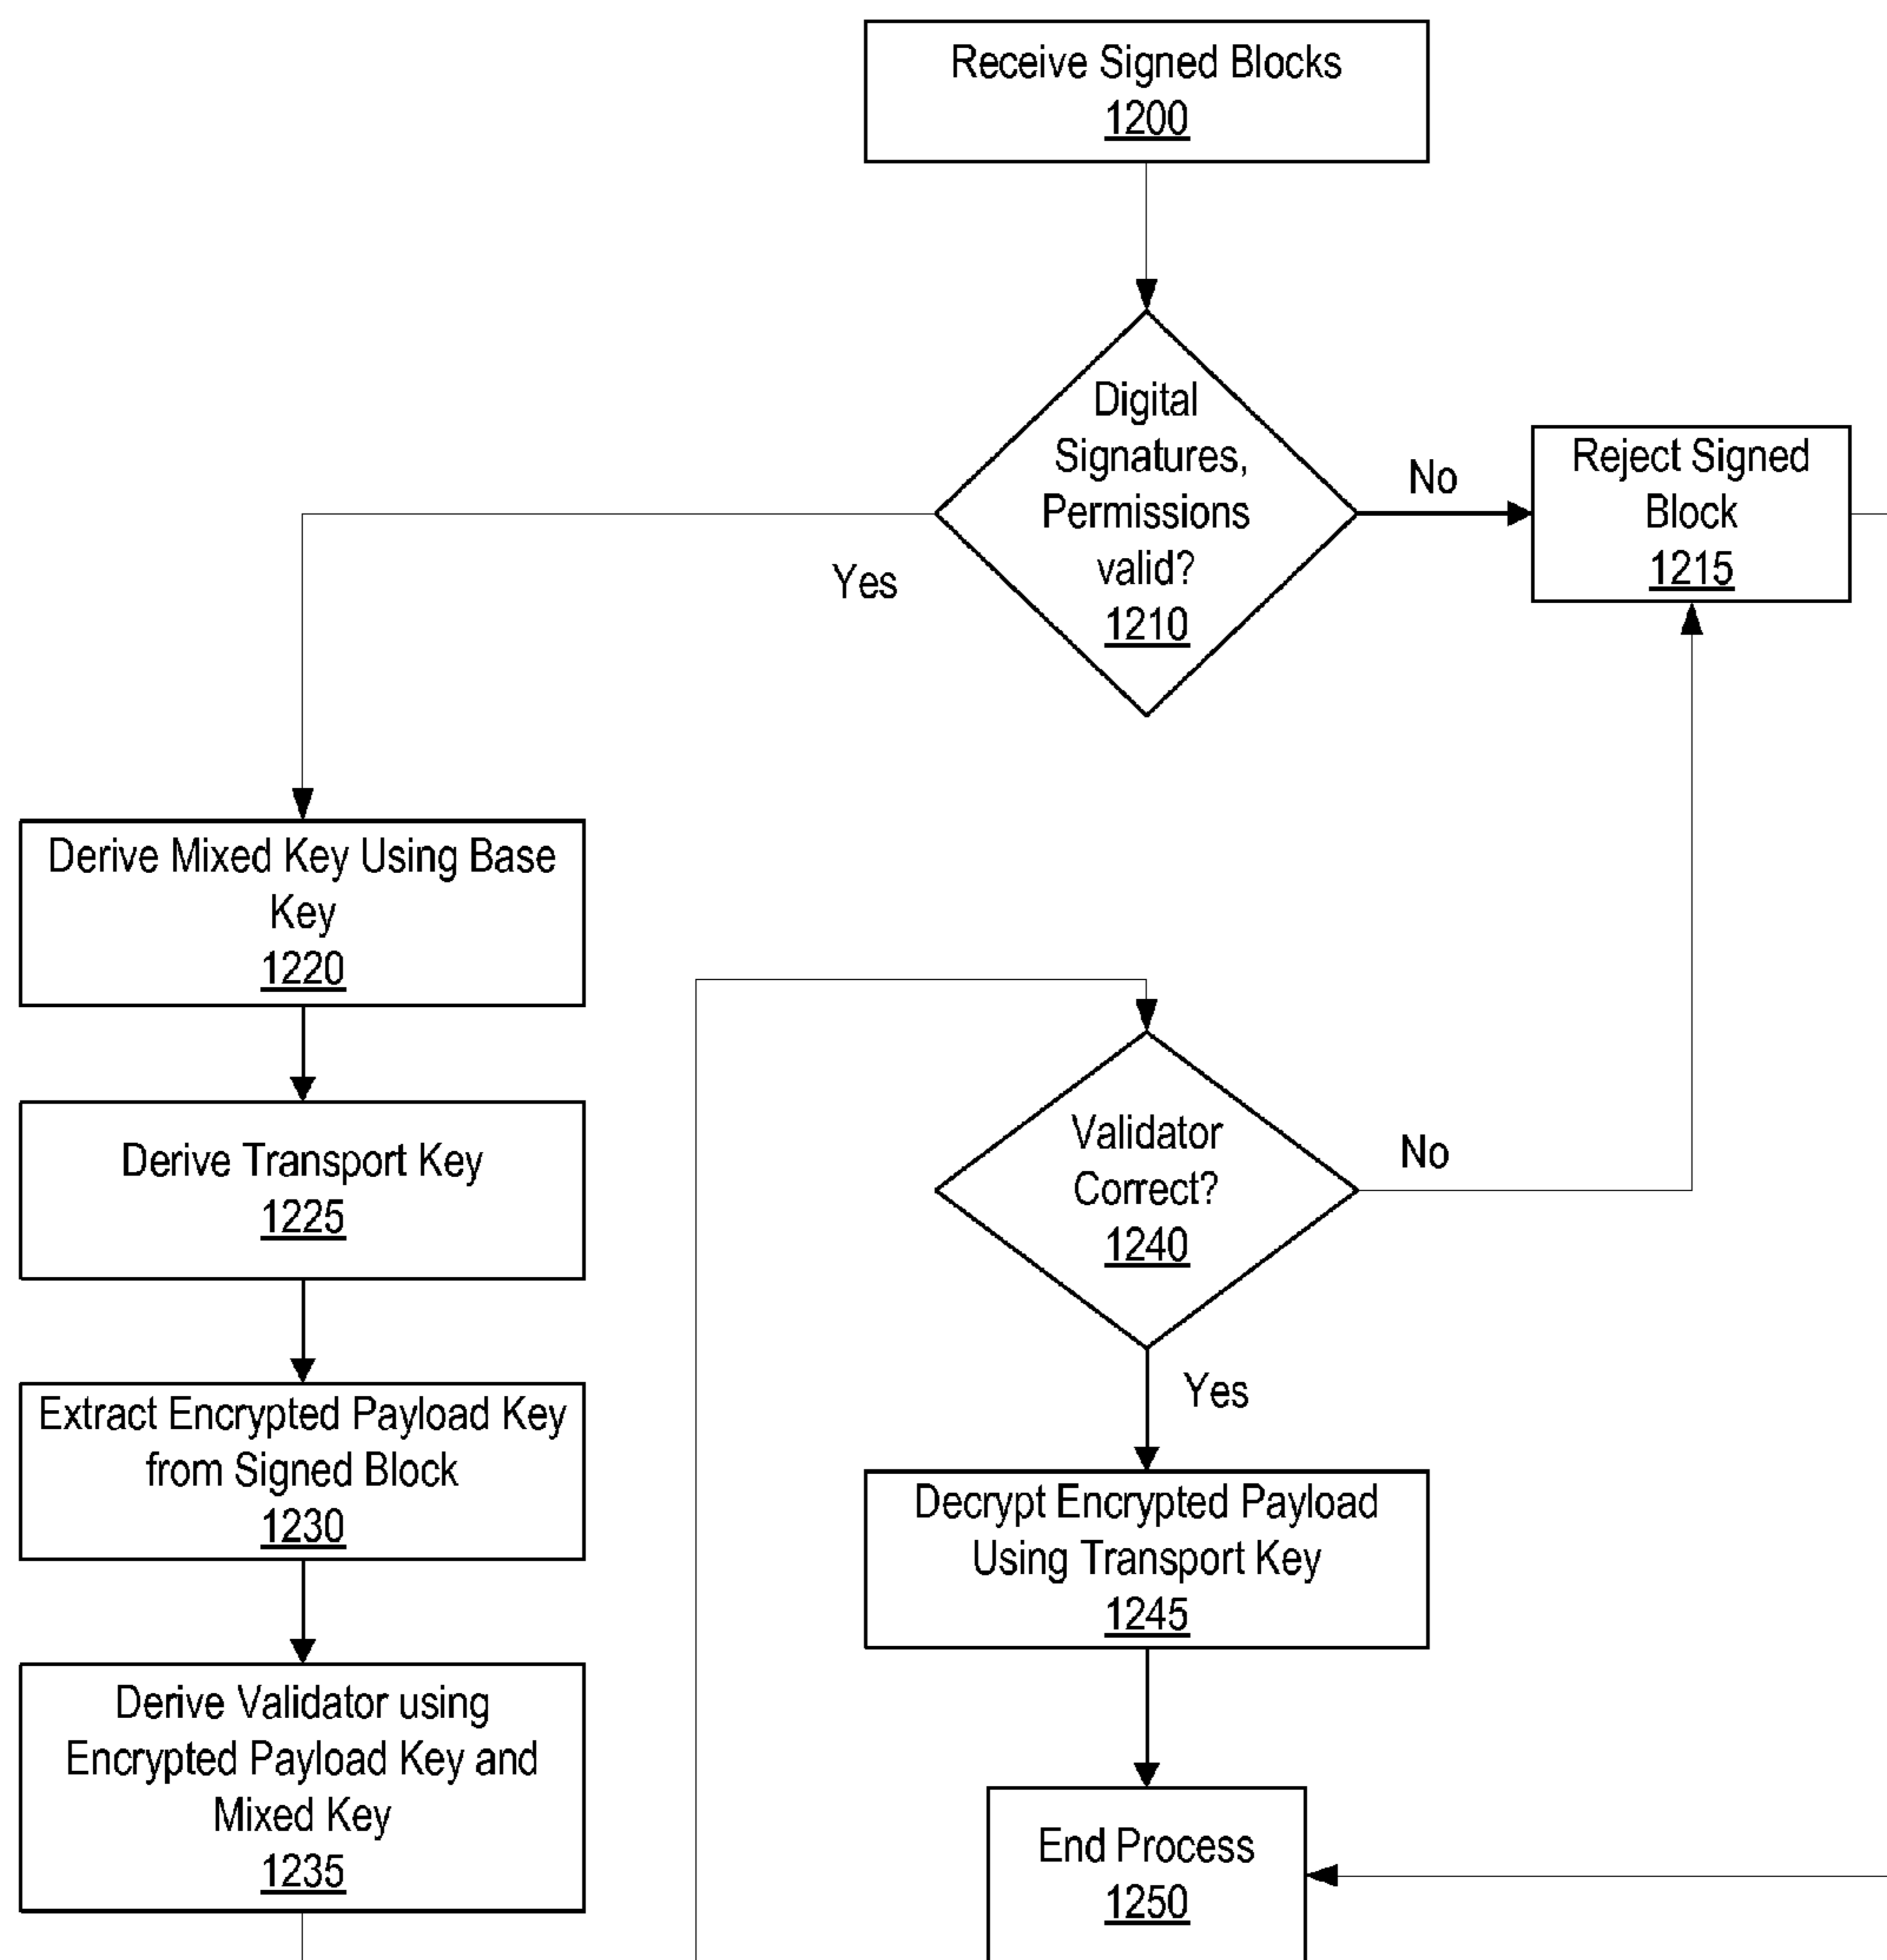 Receive Signed Blocks
1200
Digital
Signatures,
Permissions
valid?
1210
No
Reject Signed
Block
1215
Yes
Derive Mixed Key Using Base
Key
1220
Derive Transport Key
1225
Extract Encrypted Payload Key
from Signed Block
1230
Derive Validator using
Encrypted Payload Key and
Mixed Key
1235
Validator
Correct?
1240
No
Yes
Decrypt Encrypted Payload
Using Transport Key
1245
End Process
1250